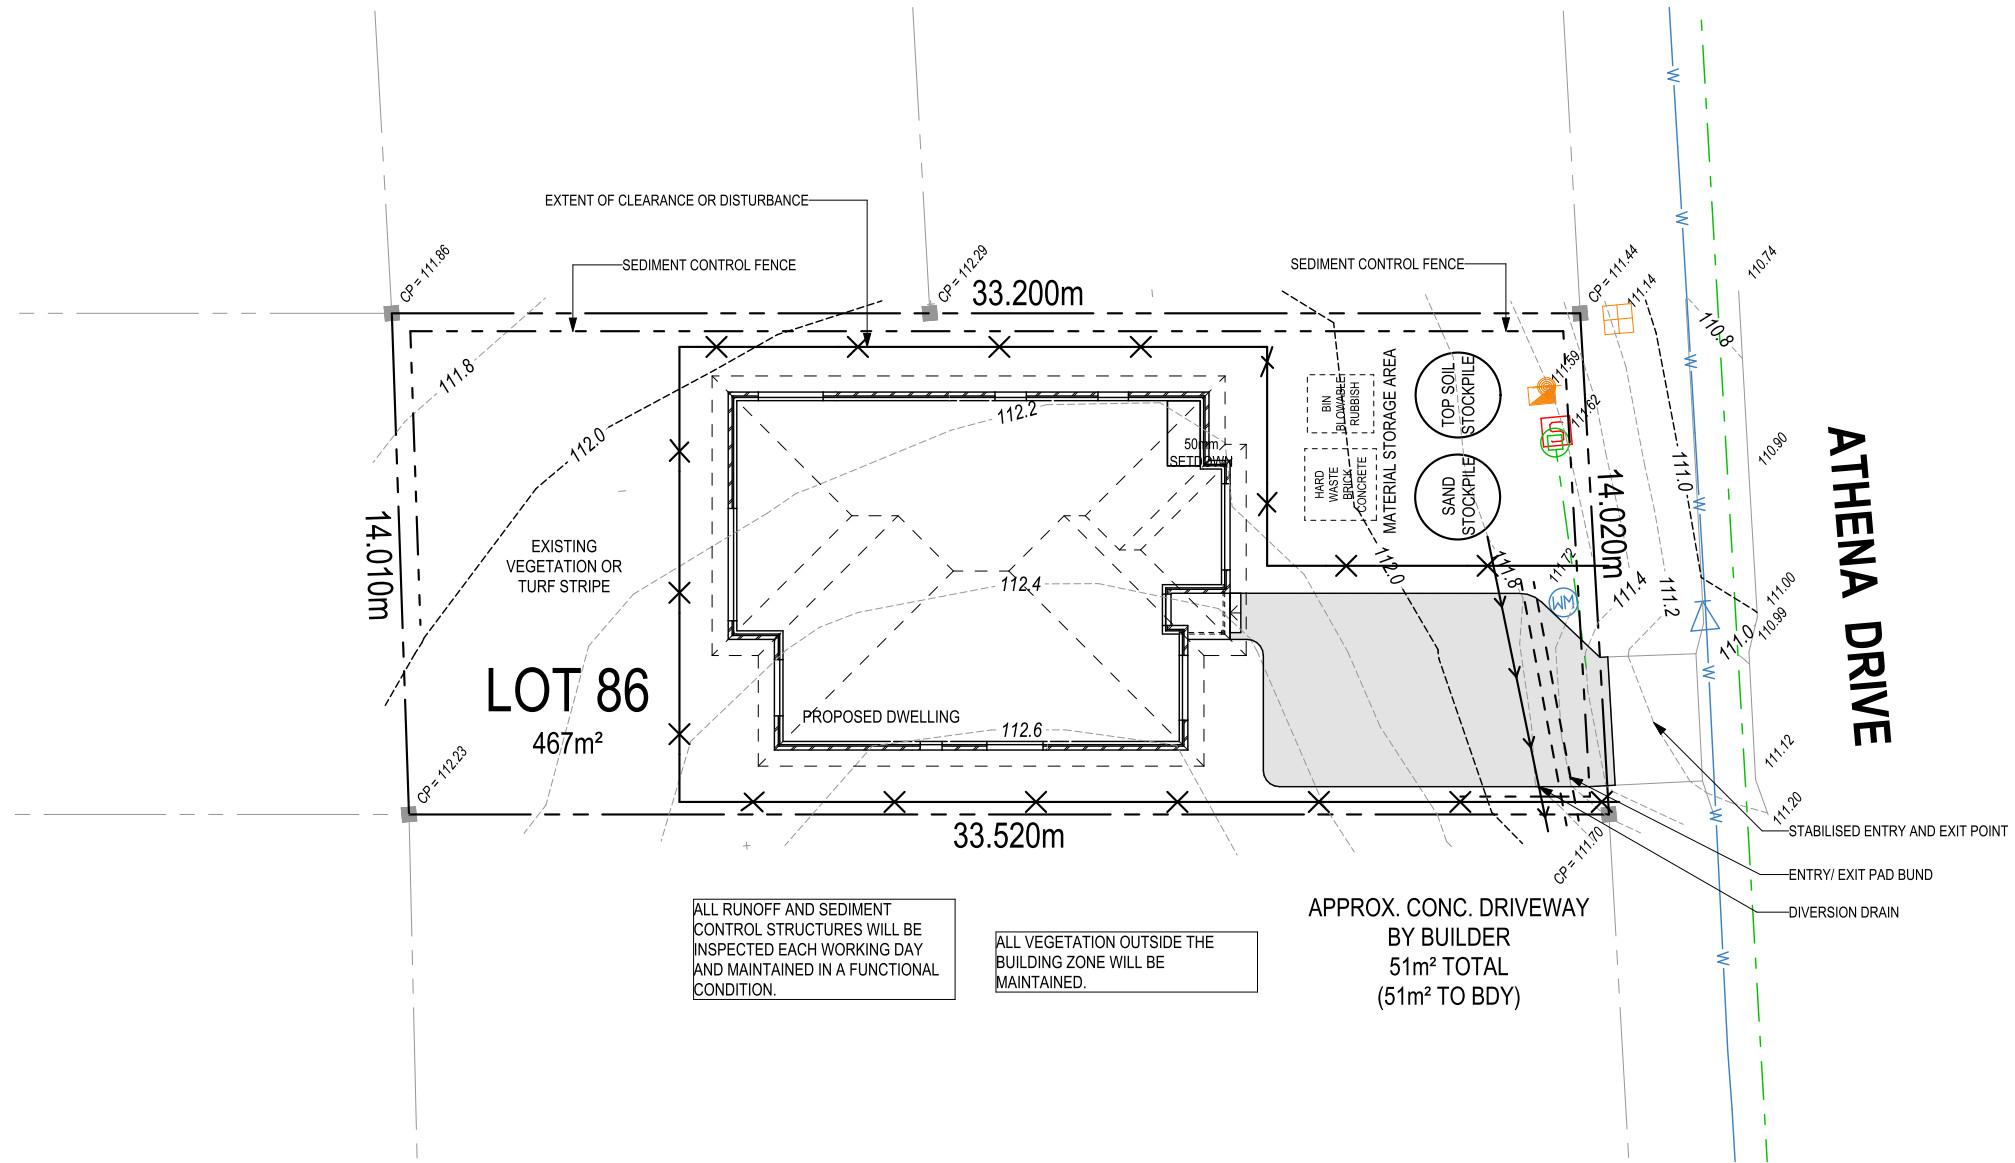 EXTENT OF CLEARANCE OR DISTURBANCE
SEDIMENT CONTROL FENCE
SEDIMENT CONTROL FENCE
CP = 111.86
CP = 112.29
33.200m
CP = 111.44
111.14
110.74
110.8
111.8
112.0
112.2
50mm
SETDOWN
BIN
BLOWABLE
RUBBISH
HARD
WASTE
BRICK
CONCRETE
MATERIAL STORAGE AREA
TOP SOIL
STOCKPILE
SAND
STOCKPILE
111.59
111.62
111.0
110.90
14.010m
14.020m
EXISTING
VEGETATION OR
TURF STRIPE
112.4
112.0
111.8
111.72
WM
111.4
111.2
111.00
110.99
111.0
ATHENA DRIVE
LOT 86
467m²
PROPOSED DWELLING
112.6
CP = 112.23
111.12
111.20
33.520m
CP = 111.70
STABILISED ENTRY AND EXIT POINT
ENTRY/ EXIT PAD BUND
DIVERSION DRAIN
ALL RUNOFF AND SEDIMENT
CONTROL STRUCTURES WILL BE
INSPECTED EACH WORKING DAY
AND MAINTAINED IN A FUNCTIONAL
CONDITION.
ALL VEGETATION OUTSIDE THE
BUILDING ZONE WILL BE
MAINTAINED.
APPROX. CONC. DRIVEWAY
BY BUILDER
51m² TOTAL
(51m² TO BDY)
W
W
W
W
W
W
W